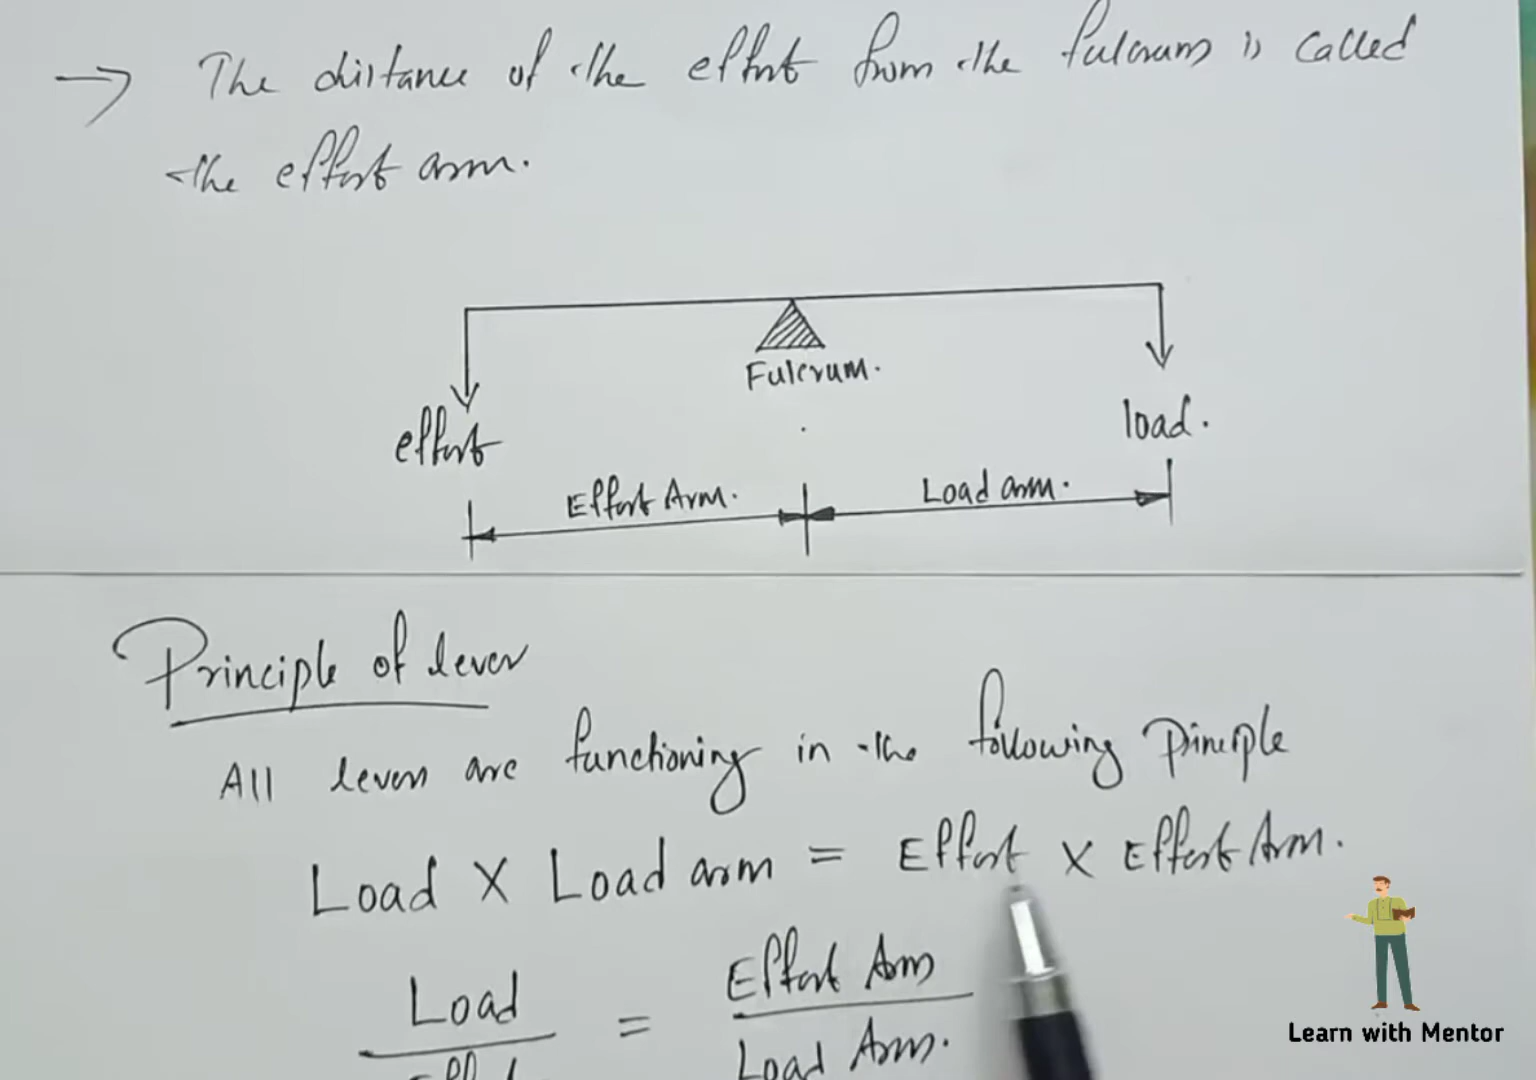 → The distance of the effort from the fulcrum is called
the effort arm.
Fulcrum.
effort
load.
Effort Arm.
Load arm.
Principle of lever
All levers are functioning in the following Principle
Load X Load arm = Effort X Effort Arm.
Load = Effort Arm
Load Arm.
Learn with Mentor